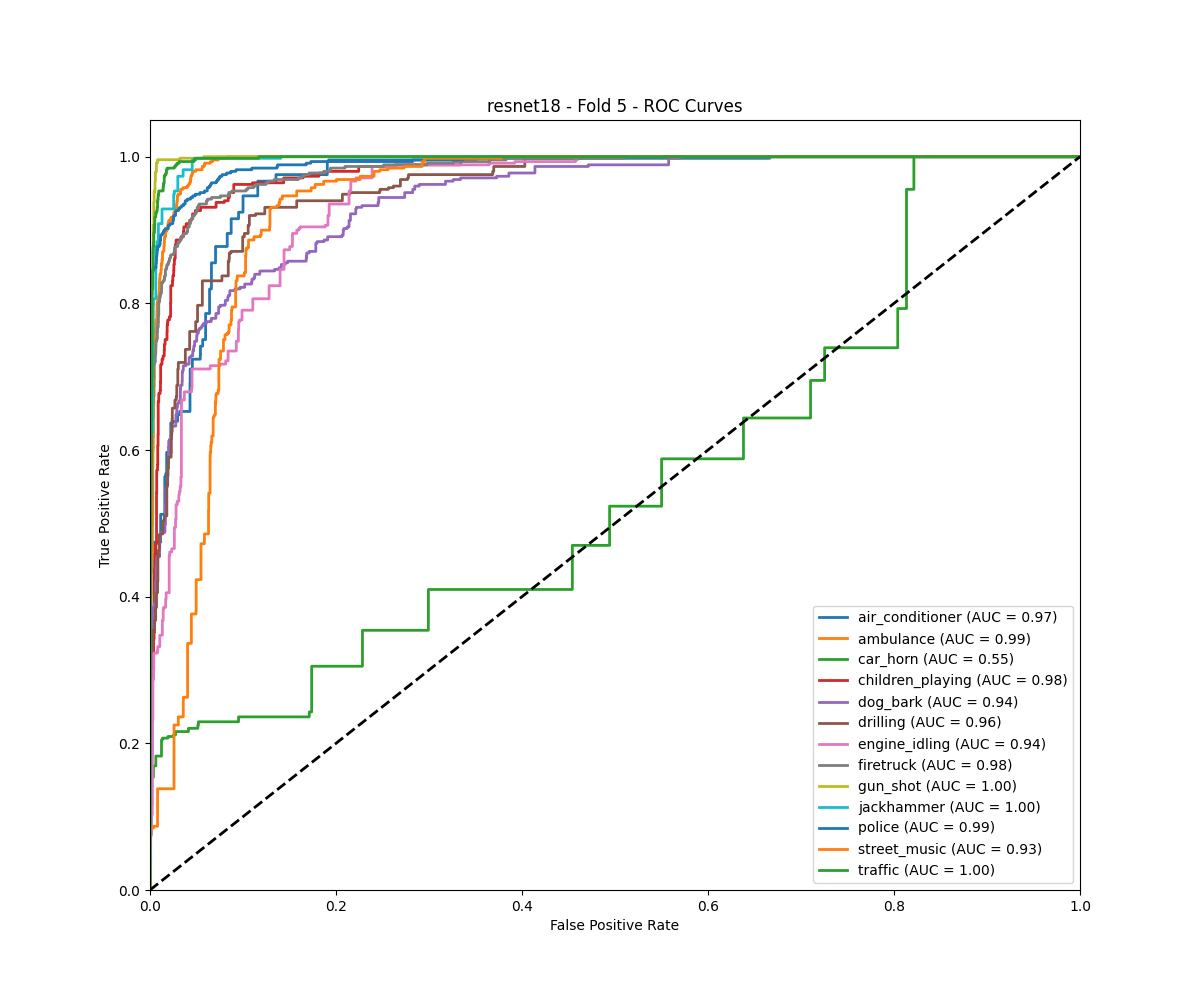 resnet18 - Fold 5 - ROC Curves
True Positive Rate
1.0
0.8
0.6
0.4
0.2
0.0
air_conditioner (AUC = 0.97)
ambulance (AUC = 0.99)
car_horn (AUC = 0.55)
children_playing (AUC = 0.98)
dog_bark (AUC = 0.94)
drilling (AUC = 0.96)
engine_idling (AUC = 0.94)
firetruck (AUC = 0.98)
gun_shot (AUC = 1.00)
jackhammer (AUC = 1.00)
police (AUC = 0.99)
street_music (AUC = 0.93)
traffic (AUC = 1.00)
0.0 0.2 0.4 0.6 0.8 1.0
False Positive Rate